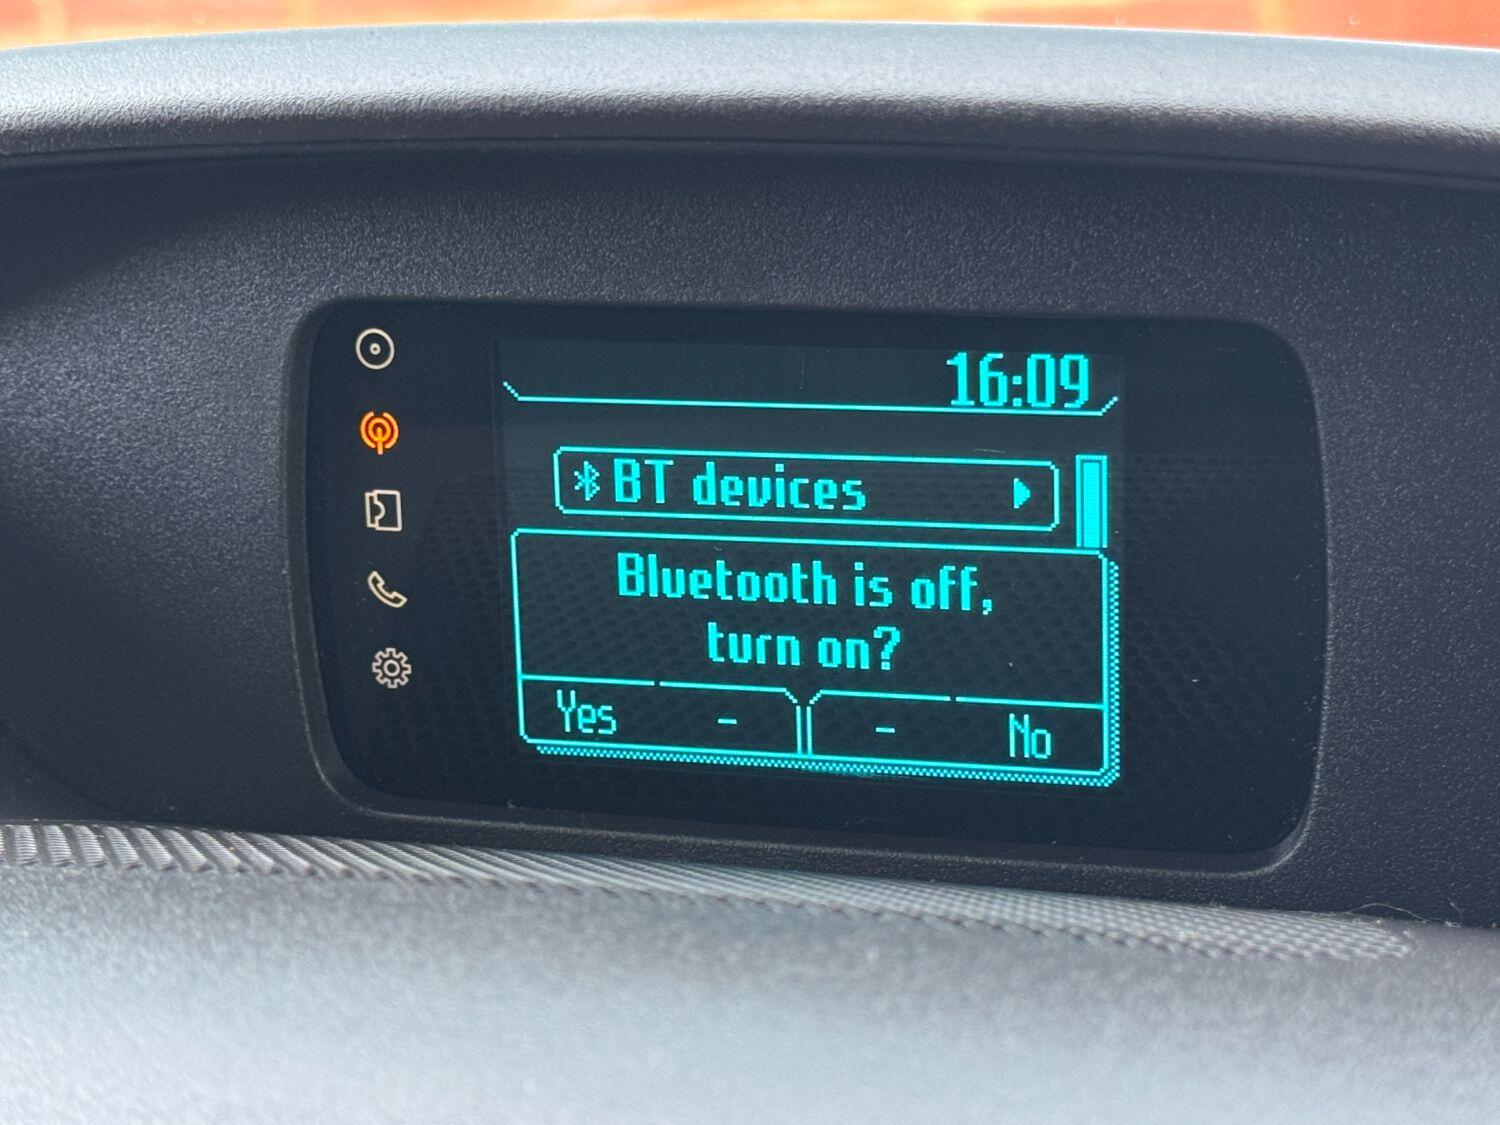 16:09
BT devices
Bluetooth is off,
turn on?
Yes - - No